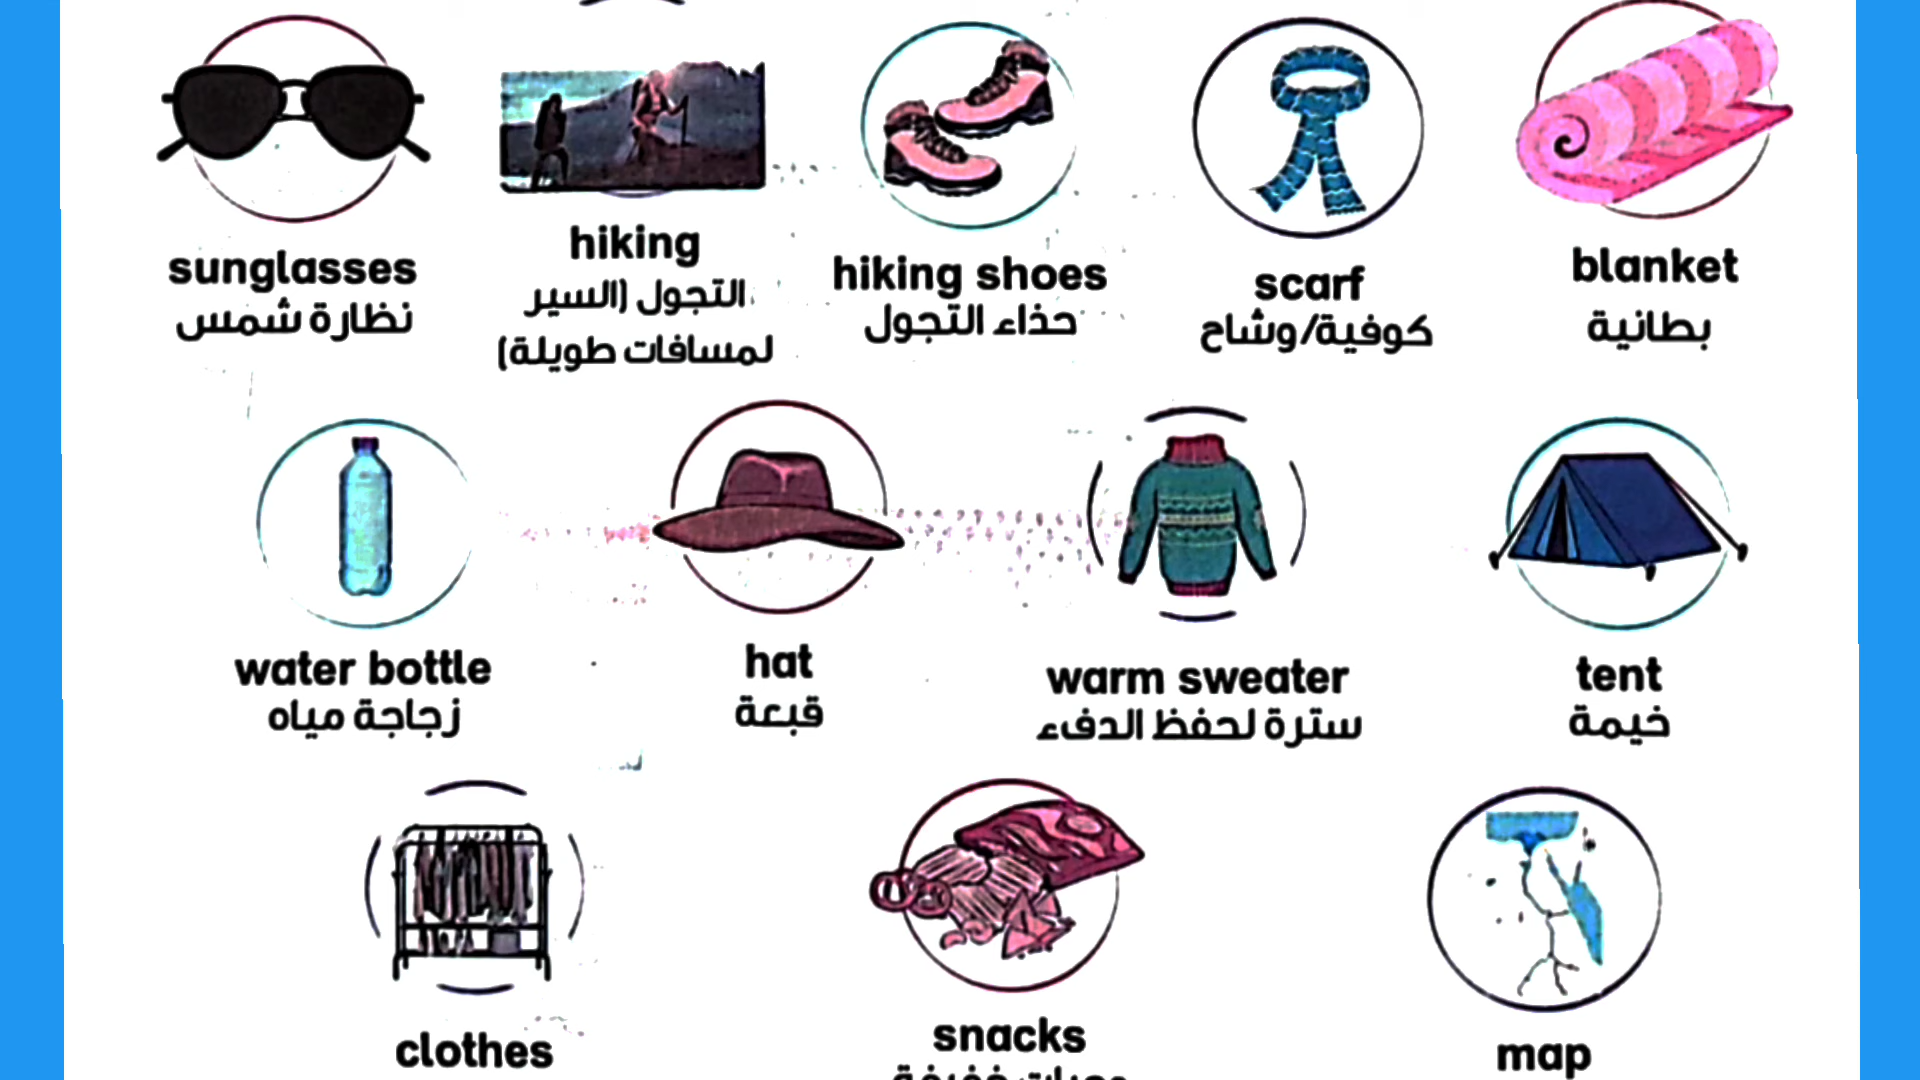 sunglasses
نظارة شمس
hiking
التجول (السير
لمسافات طويلة)
hiking shoes
حذاء التجول
scarf
كوفية/وشاح
blanket
بطانية
water bottle
زجاجة مياه
hat
قبعة
warm sweater
سترة لحفظ الدفء
tent
خيمة
clothes
snacks
map